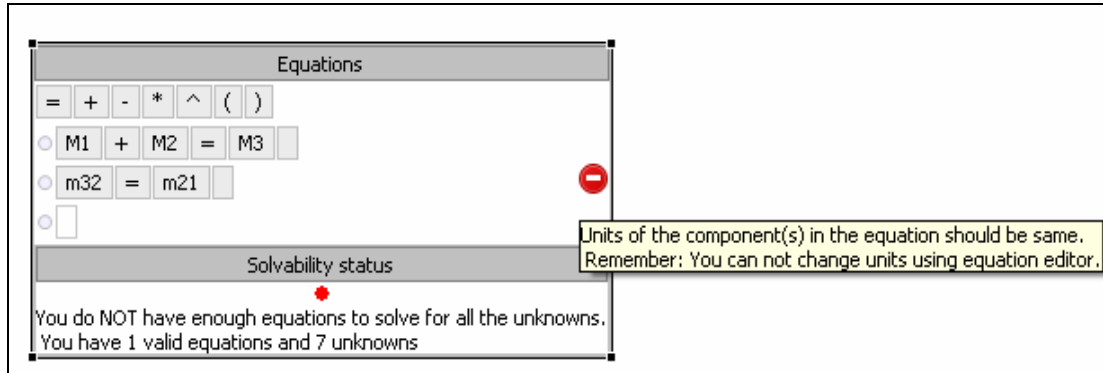 Equations
= + - * ^ ( )
M1 + M2 = M3
m32 = m21
Units of the component(s) in the equation should be same.
Remember: You can not change units using equation editor.
Solvability status
You do NOT have enough equations to solve for all the unknowns.
You have 1 valid equations and 7 unknowns